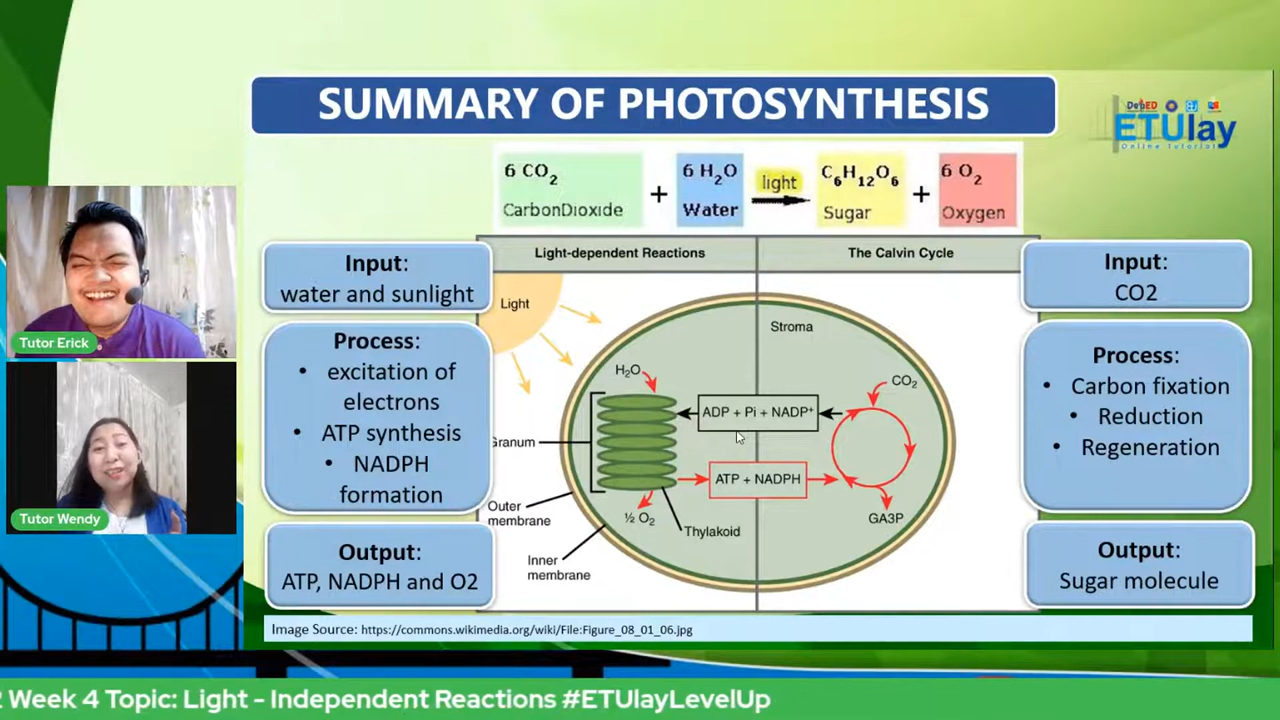 SUMMARY OF PHOTOSYNTHESIS
DepED
ETUlay
Online Tutorial
6 CO2
CarbonDioxide
+
6 H2O
Water
light
C6H12O6
Sugar
+
6 O2
Oxygen
Tutor Erick
Tutor Wendy
Input:
water and sunlight
Process:
• excitation of
electrons
• ATP synthesis
• NADPH
formation
Output:
ATP, NADPH and O2
Light-dependent Reactions
The Calvin Cycle
Light
Stroma
H2O
CO2
ADP + Pi + NADP+
Granum
ATP + NADPH
Outer
membrane
½ O2
Thylakoid
GA3P
Inner
membrane
Input:
CO2
Process:
• Carbon fixation
• Reduction
• Regeneration
Output:
Sugar molecule
Image Source: https://commons.wikimedia.org/wiki/File:Figure_08_01_06.jpg
2 Week 4 Topic: Light - Independent Reactions #ETUlayLevelUp